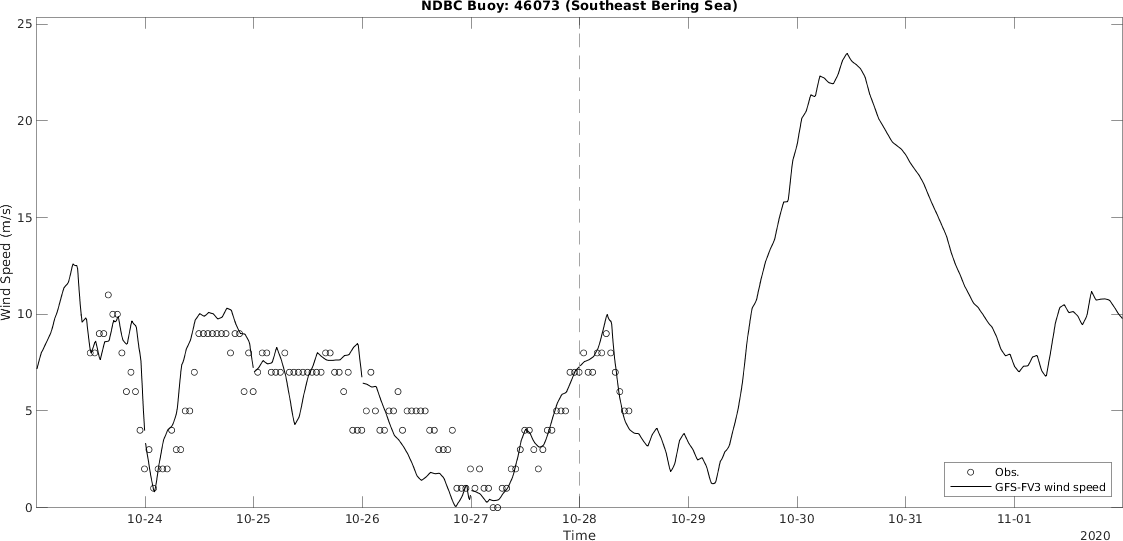 NDBC Buoy: 46073 (Southeast Bering Sea)
25
20
15
10
5
0
Wind Speed (m/s)
Obs.
GFS-FV3 wind speed
10-24 10-25 10-26 10-27 10-28 10-29 10-30 10-31 11-01
Time
2020